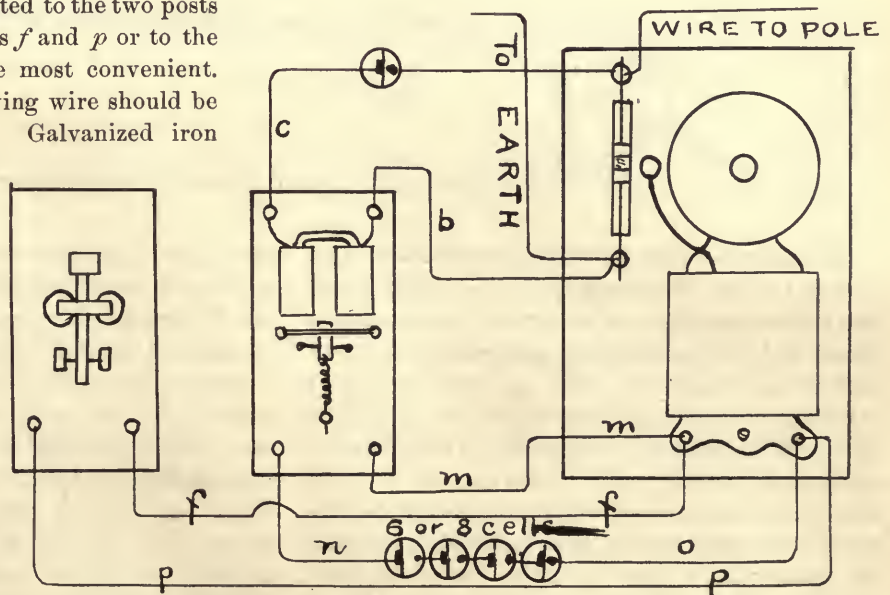 ted to the two posts
s f and p or to the
e most convenient.
ing wire should be
Galvanized iron
WIRE TO POLE
TO EARTH
c
b
m
m
f
f
6 or 8 cells
n
o
p
p